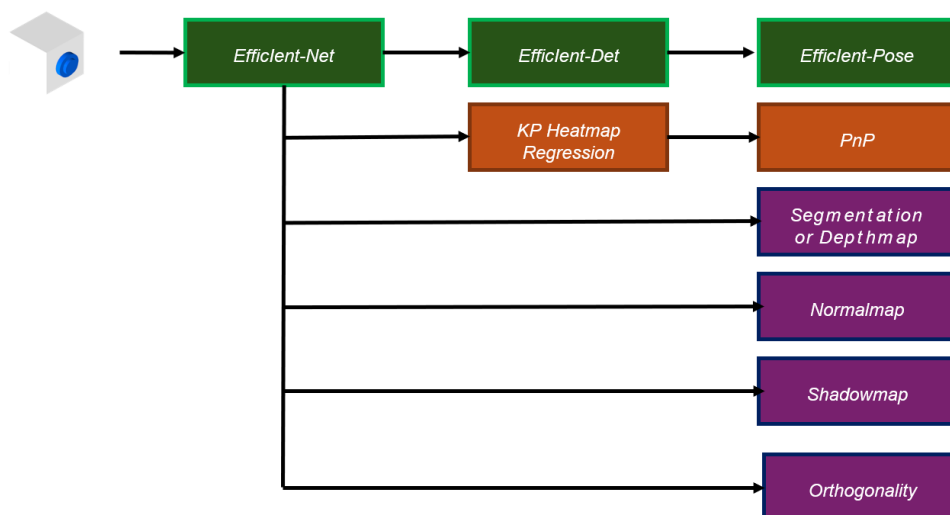 EfficIent-Net
EfficIent-Det
EfficIent-Pose
KP Heatmap
Regression
PnP
Segmentation
or Depthmap
Normalmap
Shadowmap
Orthogonality